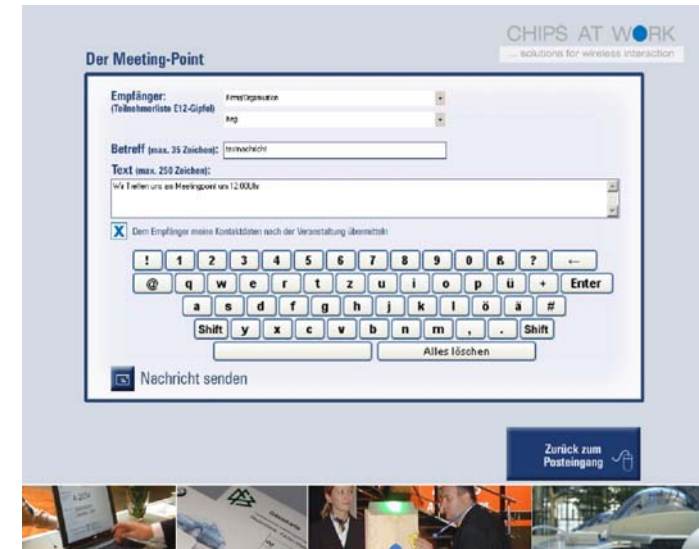 CHIPS AT WORK
... solutions for wireless interaction
Der Meeting-Point
Empfänger: Firma/Organisation
(Teilnehmerliste E12-Gipfel)
Betreff (max. 35 Zeichen): testnachricht
Text (max. 250 Zeichen):
Wir Treffen uns am Meetingpoint um 12:00Uhr
X Dem Empfänger meine Kontaktdaten nach der Veranstaltung übermitteln
! 1 2 3 4 5 6 7 8 9 0 ß ? ←
@ q w e r t z u i o p ü + Enter
a s d f g h j k l ö ä #
Shift y x c v b n m , . Shift
Alles löschen
Nachricht senden
Zurück zum
Posteingang